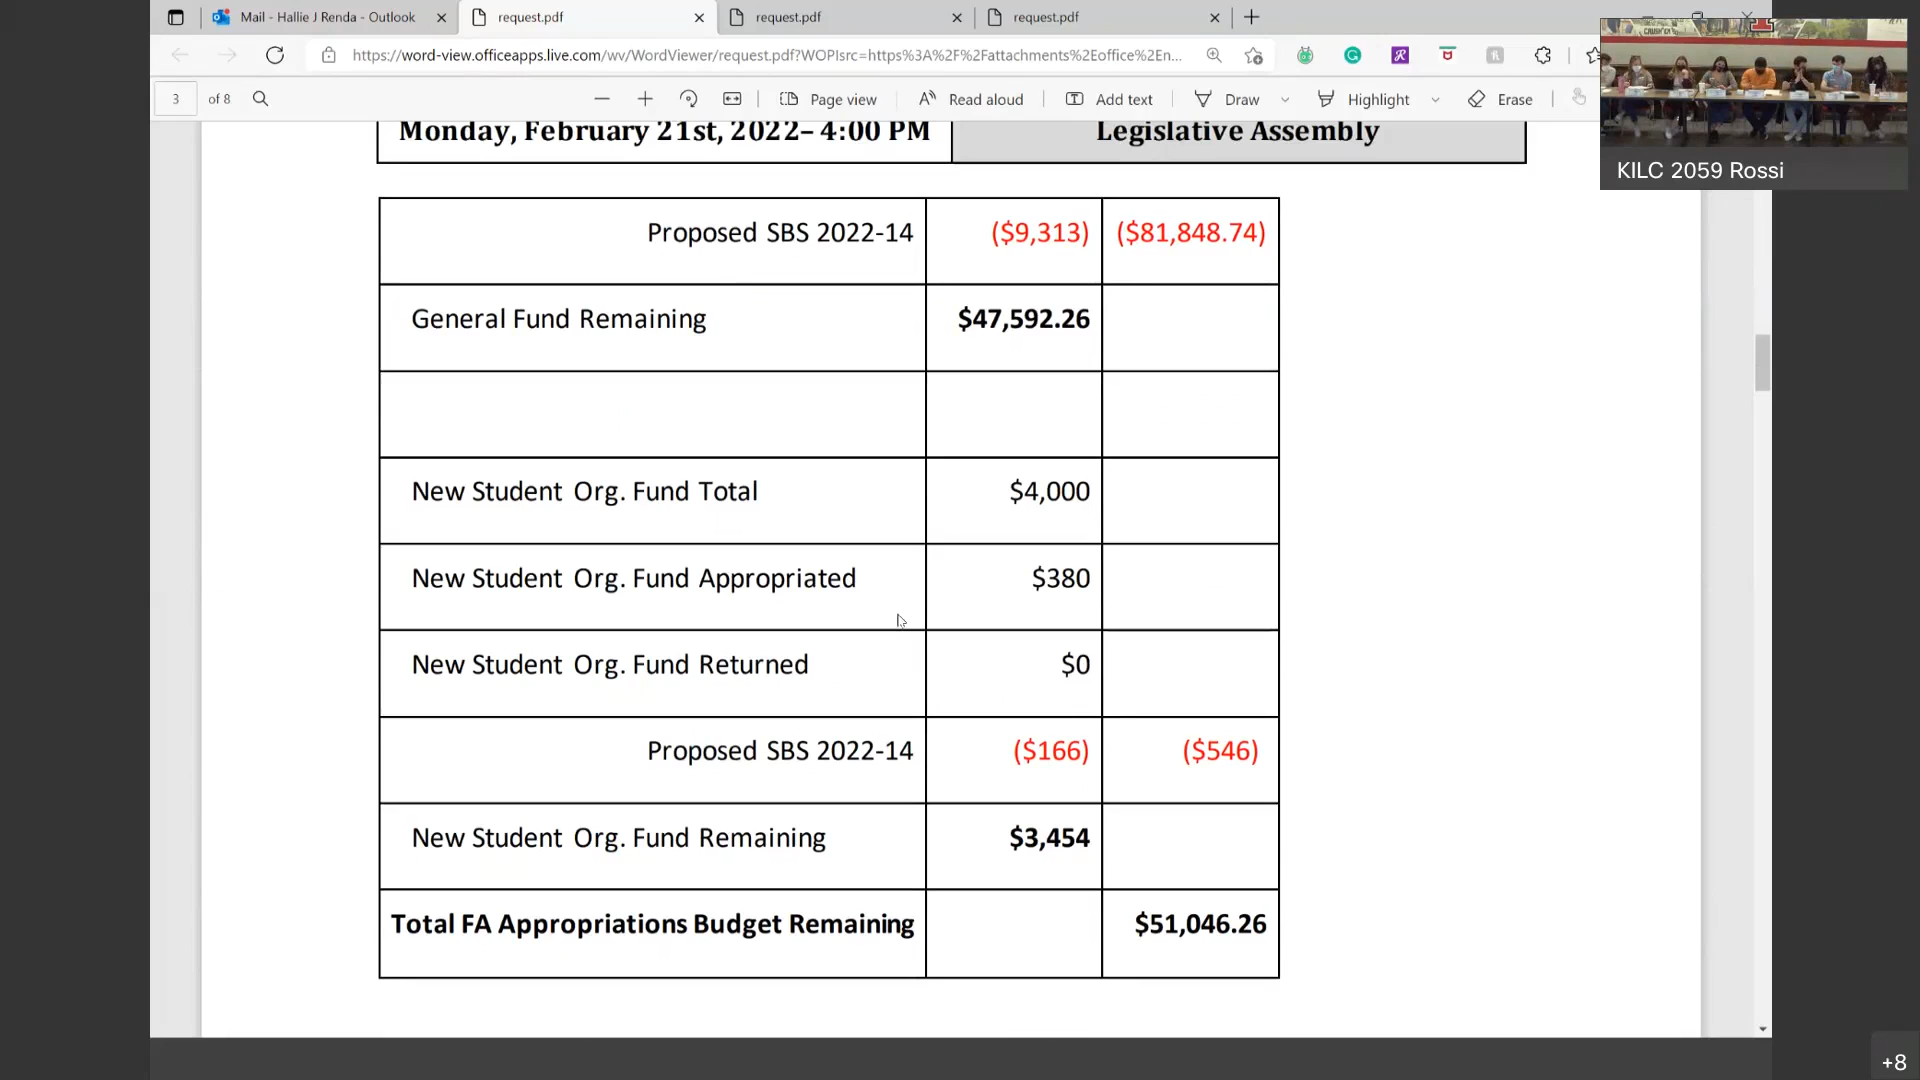 Mail - Hallie J Renda - Outlook
request.pdf
request.pdf
request.pdf
https://word-view.officeapps.live.com/wv/WordViewer/request.pdf?WOPIsrc=https%3A%2F%2Fattachments%2Eoffice%2En...
3 of 8
Page view
Read aloud
Add text
Draw
Highlight
Erase
KILC 2059 Rossi
Monday, February 21st, 2022– 4:00 PM Legislative Assembly
Proposed SBS 2022-14 ($9,313) ($81,848.74)
General Fund Remaining $47,592.26
New Student Org. Fund Total $4,000
New Student Org. Fund Appropriated $380
New Student Org. Fund Returned $0
Proposed SBS 2022-14 ($166) ($546)
New Student Org. Fund Remaining $3,454
Total FA Appropriations Budget Remaining $51,046.26
+8